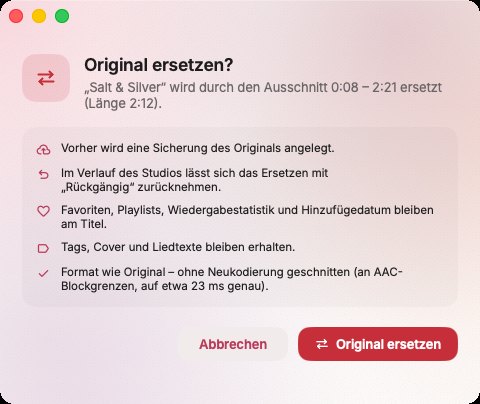 Original ersetzen?
„Salt & Silver“ wird durch den Ausschnitt 0:08 – 2:21 ersetzt
(Länge 2:12).
Vorher wird eine Sicherung des Originals angelegt.
Im Verlauf des Studios lässt sich das Ersetzen mit
„Rückgängig“ zurücknehmen.
Favoriten, Playlists, Wiedergabestatistik und Hinzufügedatum bleiben
am Titel.
Tags, Cover und Liedtexte bleiben erhalten.
Format wie Original – ohne Neukodierung geschnitten (an AAC-
Blockgrenzen, auf etwa 23 ms genau).
Abbrechen
Original ersetzen